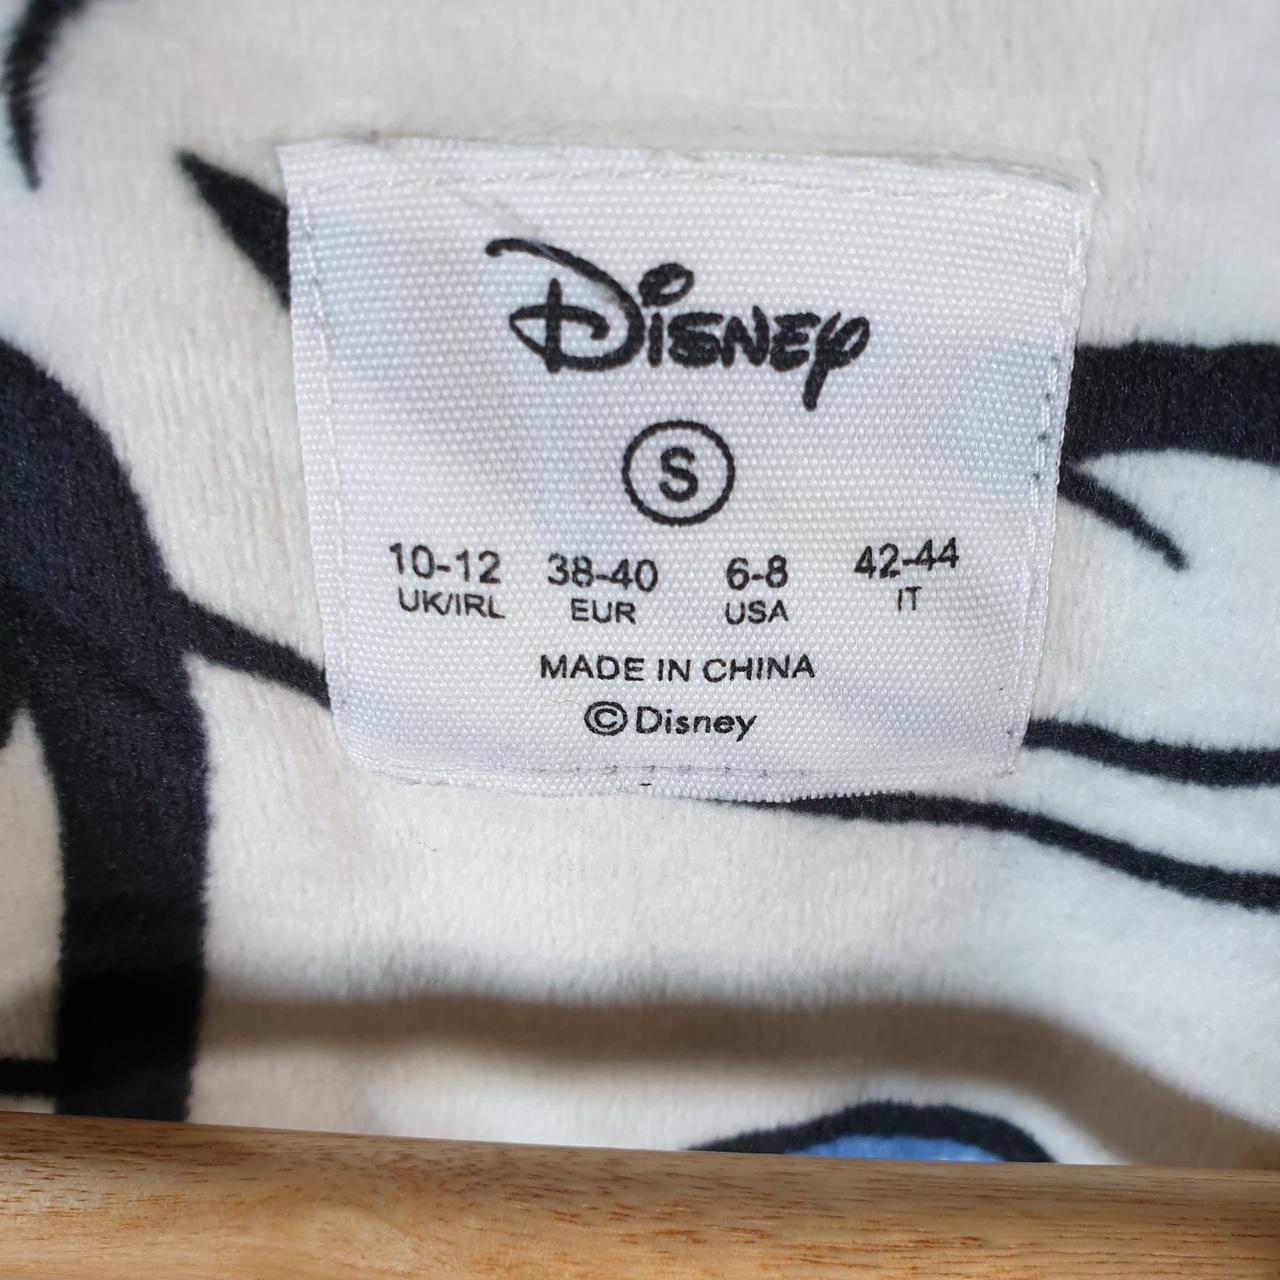 Disney
S
10-12 38-40 6-8 42-44
UK/IRL EUR USA IT
MADE IN CHINA
©Disney